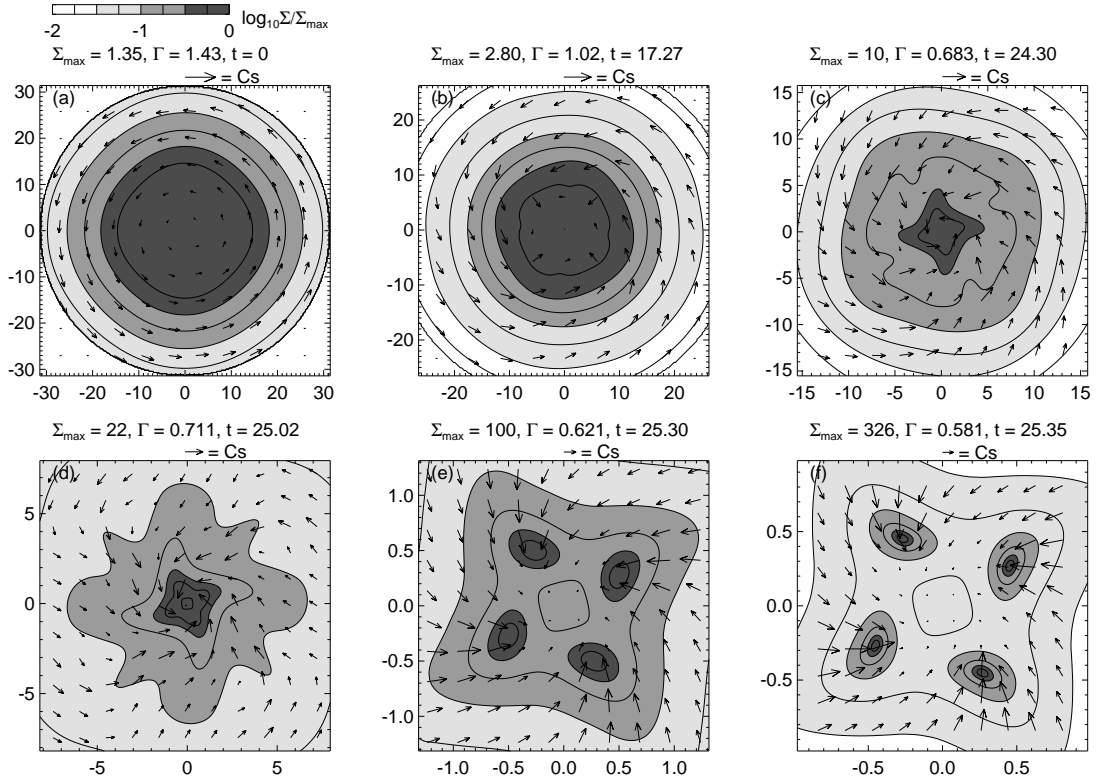 log₁₀Σ/Σmax
-2 -1 0
Σmax = 1.35, Γ = 1.43, t = 0
= Cs
(a)
30
20
10
0
-10
-20
-30
-30 -20 -10 0 10 20 30
Σmax = 2.80, Γ = 1.02, t = 17.27
= Cs
(b)
20
10
0
-10
-20
-20 -10 0 10 20
Σmax = 10, Γ = 0.683, t = 24.30
= Cs
(c)
15
10
5
0
-5
-10
-15
-15 -10 -5 0 5 10 15
Σmax = 22, Γ = 0.711, t = 25.02
= Cs
(d)
5
0
-5
-5 0 5
Σmax = 100, Γ = 0.621, t = 25.30
= Cs
(e)
1.0
0.5
0.0
-0.5
-1.0
-1.0 -0.5 0.0 0.5 1.0
Σmax = 326, Γ = 0.581, t = 25.35
= Cs
(f)
0.5
0.0
-0.5
-0.5 0.0 0.5